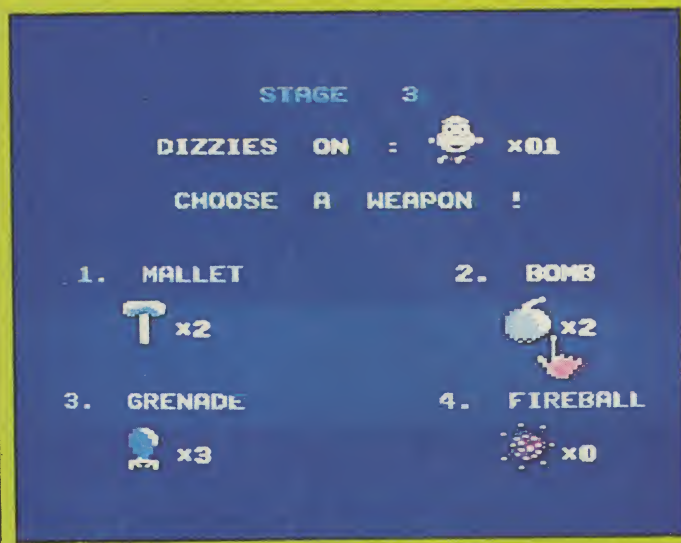 STAGE 3
DIZZIES ON : ×01
CHOOSE A WEAPON !
1. MALLET
×2
2. BOMB
×2
3. GRENADE
×3
4. FIREBALL
×0